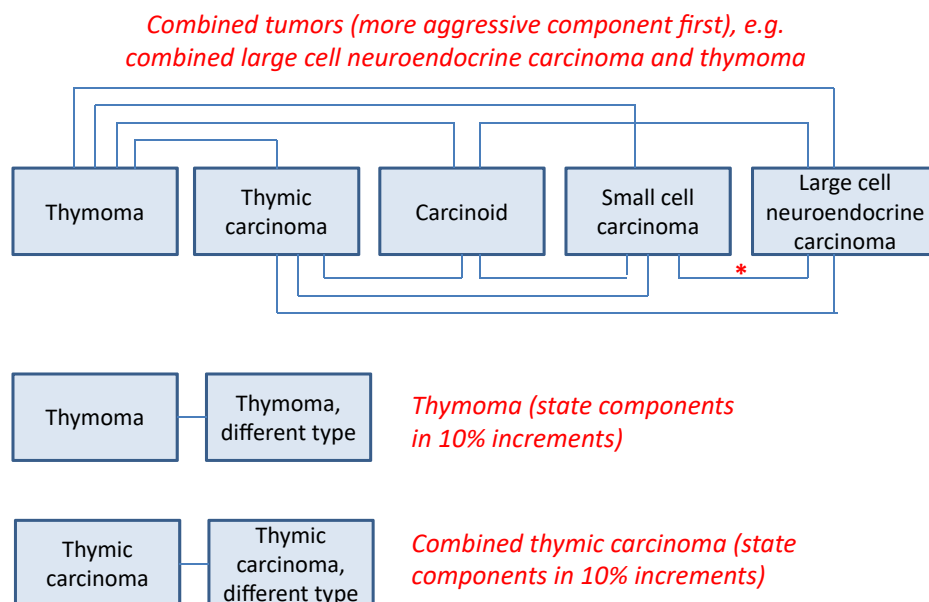 Combined tumors (more aggressive component first), e.g.
combined large cell neuroendocrine carcinoma and thymoma
Thymoma
Thymic
carcinoma
Carcinoid
Small cell
carcinoma
Large cell
neuroendocrine
carcinoma
*
Thymoma
Thymoma,
different type
Thymoma (state components
in 10% increments)
Thymic
carcinoma
Thymic
carcinoma,
different type
Combined thymic carcinoma (state
components in 10% increments)